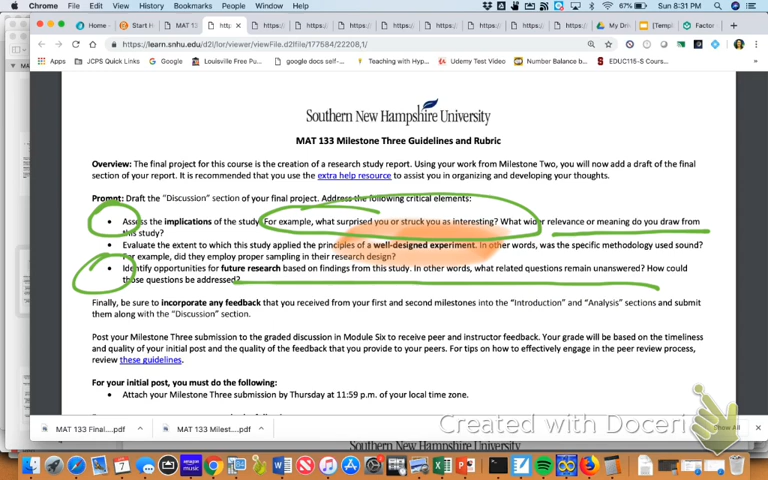 Chrome File Edit View History Bookmarks People Window Help
67%
Sun 8:31 PM
Home -
Start H
MAT 13
http
https:/
https:/
https:/
https:/
https:/
https:/
https:/
https:/
My Driv
[Templ
Factor
https://learn.snhu.edu/d2l/lor/viewer/viewFile.d2lfile/177584/22208,1/
Apps JCPS Quick Links Google Louisville Free Pu... google docs self-... Teaching with Hyp... Udemy Test Video Number Balance b... EDUC115-S Cours...
Southern New Hampshire University
MAT 133 Milestone Three Guidelines and Rubric
Overview: The final project for this course is the creation of a research study report. Using your work from Milestone Two, you will now add a draft of the final
section of your report. It is recommended that you use the extra help resource to assist you in organizing and developing your thoughts.
Prompt: Draft the "Discussion" section of your final project. Address the following critical elements:
• Assess the implications of the study. For example, what surprised you or struck you as interesting? What wider relevance or meaning do you draw from
this study?
• Evaluate the extent to which this study applied the principles of a well-designed experiment. In other words, was the specific methodology used sound?
For example, did they employ proper sampling in their research design?
• Identify opportunities for future research based on findings from this study. In other words, what related questions remain unanswered? How could
those questions be addressed?
Finally, be sure to incorporate any feedback that you received from your first and second milestones into the "Introduction" and "Analysis" sections and submit
them along with the "Discussion" section.
Post your Milestone Three submission to the graded discussion in Module Six to receive peer and instructor feedback. Your grade will be based on the timeliness
and quality of your initial post and the quality of the feedback that you provide to your peers. For tips on how to effectively engage in the peer review process,
review these guidelines.
For your initial post, you must do the following:
• Attach your Milestone Three submission by Thursday at 11:59 p.m. of your local time zone.
Created with Doceri
MAT 133 Final....pdf
MAT 133 Milest....pdf
Show All
Southern New Hampshire University